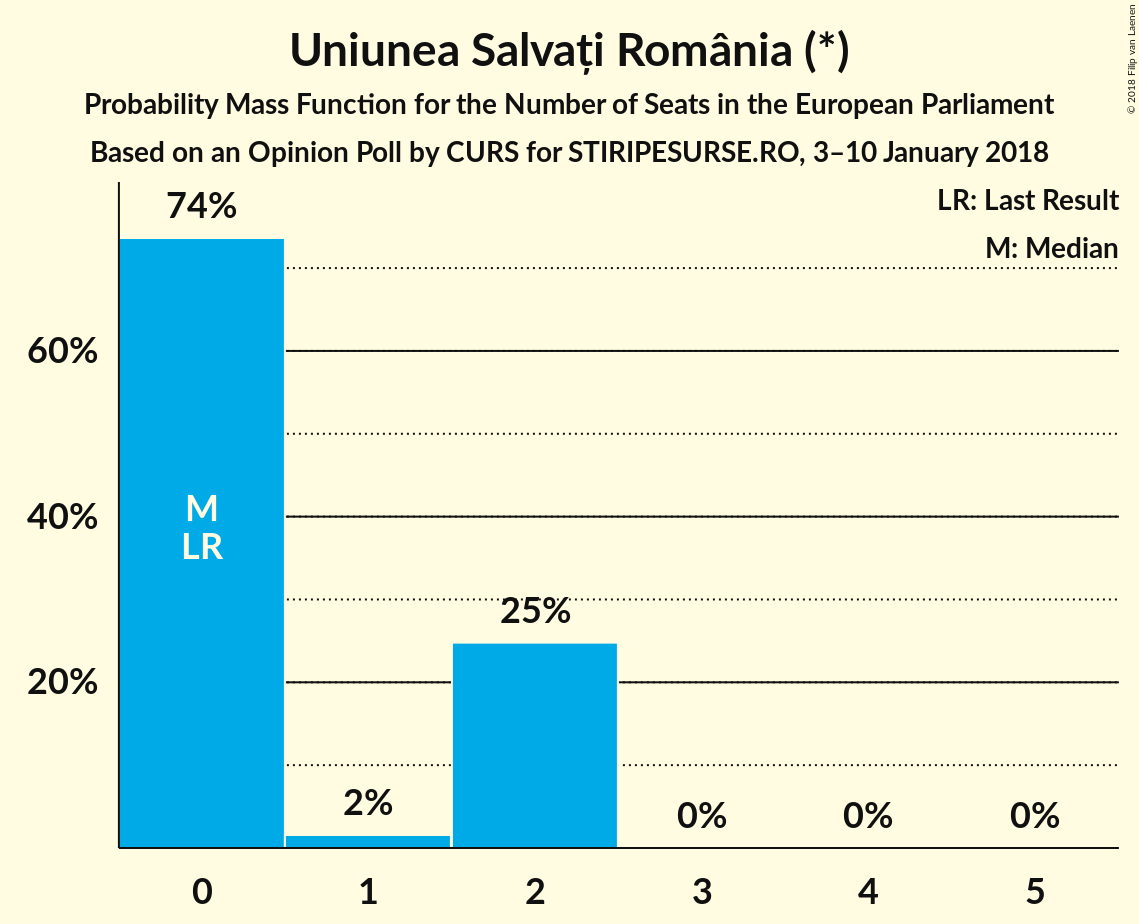 Uniunea Salvați România (*)
Probability Mass Function for the Number of Seats in the European Parliament
Based on an Opinion Poll by CURS for STIRIPESURSE.RO, 3–10 January 2018
© 2018 Filip van Laenen
LR: Last Result
M: Median
74%
60%
40%
20%
M
LR
2%
25%
0%
0%
0%
0
1
2
3
4
5